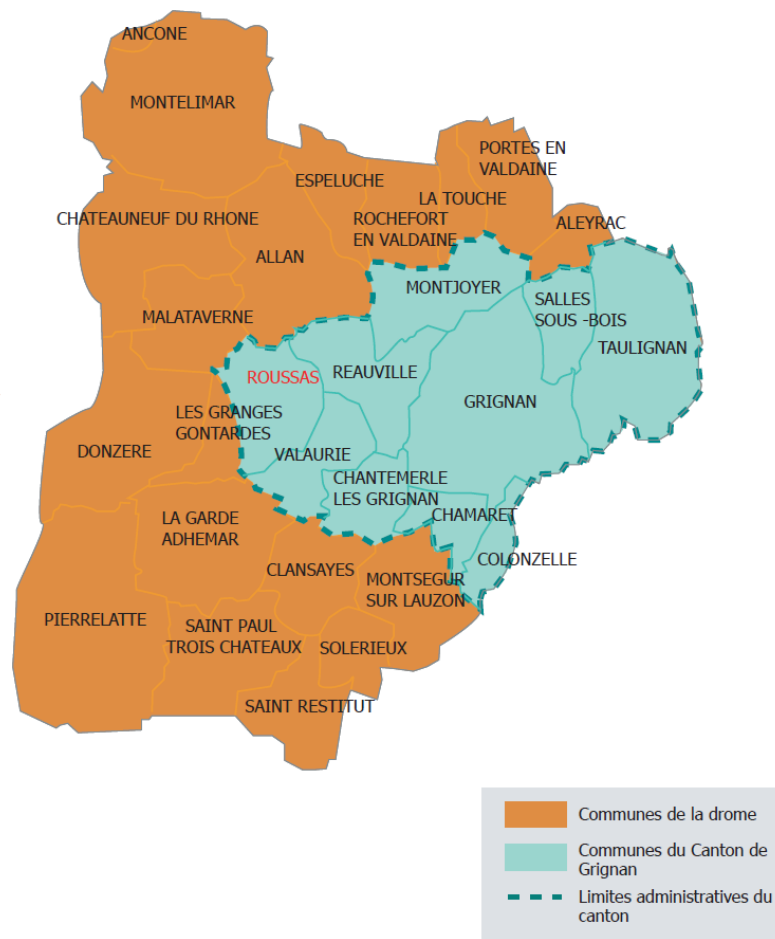 ANCONE
MONTELIMAR
PORTES EN
VALDAINE
ESPELUCHE
LA TOUCHE
CHATEAUNEUF DU RHONE
ROCHEFORT
EN VALDAINE
ALEYRAC
ALLAN
MONTJOYER
SALLES
SOUS -BOIS
MALATAVERNE
TAULIGNAN
ROUSSAS
REAUVILLE
GRIGNAN
LES GRANGES
GONTARDES
DONZERE
VALAURIE
CHANTEMERLE
LES GRIGNAN
CHAMARET
LA GARDE
ADHEMAR
COLONZELLE
CLANSAYES
MONTSEGUR
SUR LAUZON
PIERRELATTE
SAINT PAUL
TROIS CHATEAUX
SOLERIEUX
SAINT RESTITUT
Communes de la drome
Communes du Canton de
Grignan
Limites administratives du
canton